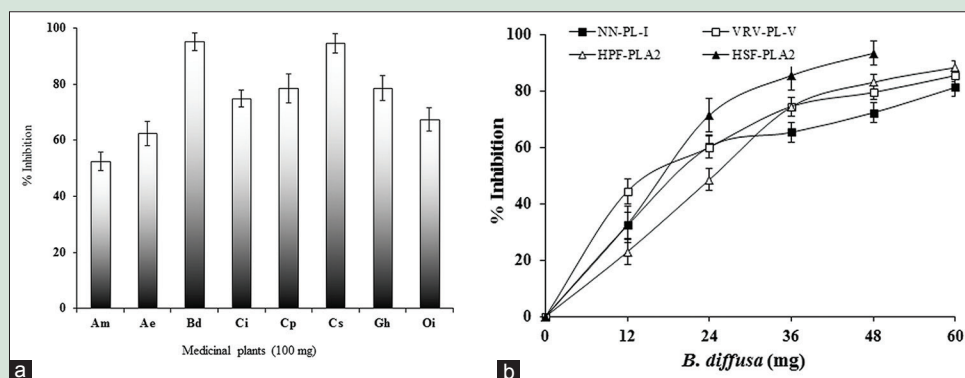 % Inhibition
100
80
60
40
20
0
Am Ae Bd Ci Cp Cs Gh Oi
Medicinal plants (100 mg)
a
NN-PL-I VRV-PL-V
HPF-PLA2 HSF-PLA2
% Inhibition
100
80
60
40
20
0
0 12 24 36 48 60
B. diffusa (mg)
b